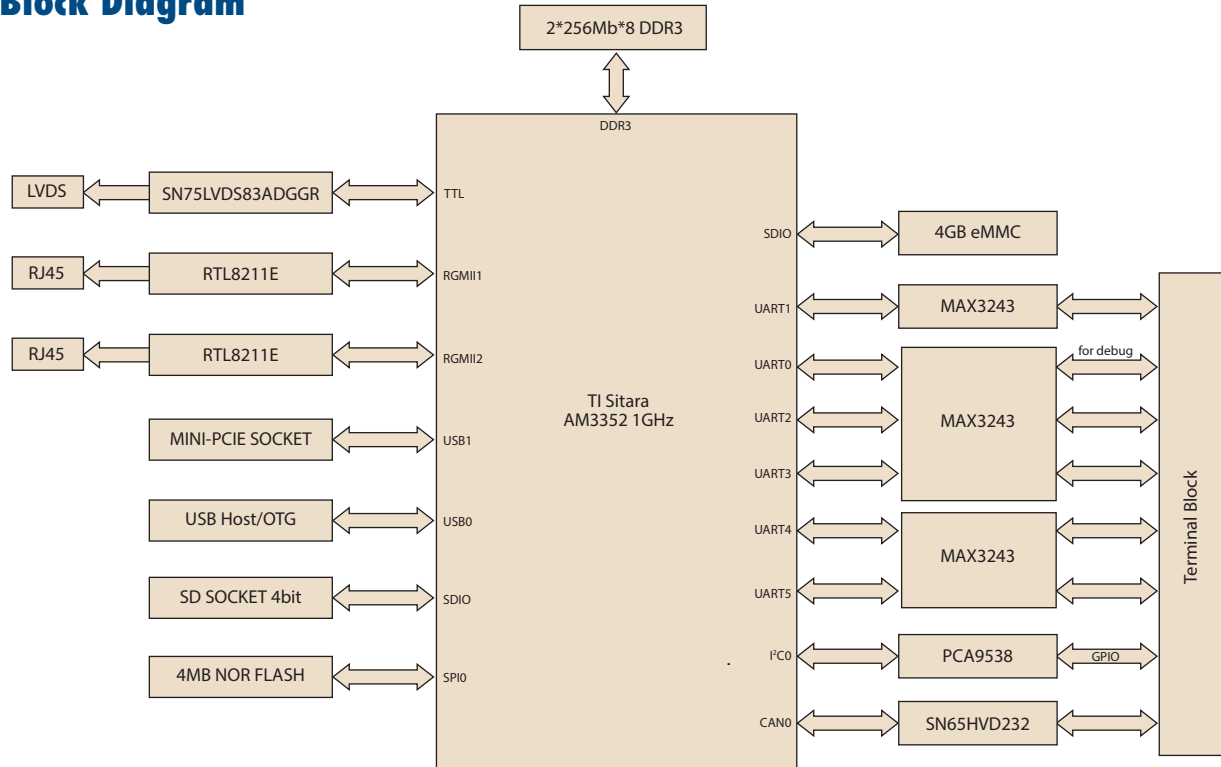 Block Diagram
2*256Mb*8 DDR3
DDR3
LVDS
SN75LVDS83ADGGR
TTL
RJ45
RTL8211E
RGMII1
RJ45
RTL8211E
RGMII2
MINI-PCIE SOCKET
USB1
USB Host/OTG
USB0
SD SOCKET 4bit
SDIO
4MB NOR FLASH
SPI0
TI Sitara
AM3352 1GHz
SDIO
4GB eMMC
UART1
MAX3243
UART0
for debug
UART2
MAX3243
UART3
UART4
MAX3243
UART5
I²C0
PCA9538
GPIO
CAN0
SN65HVD232
Terminal Block